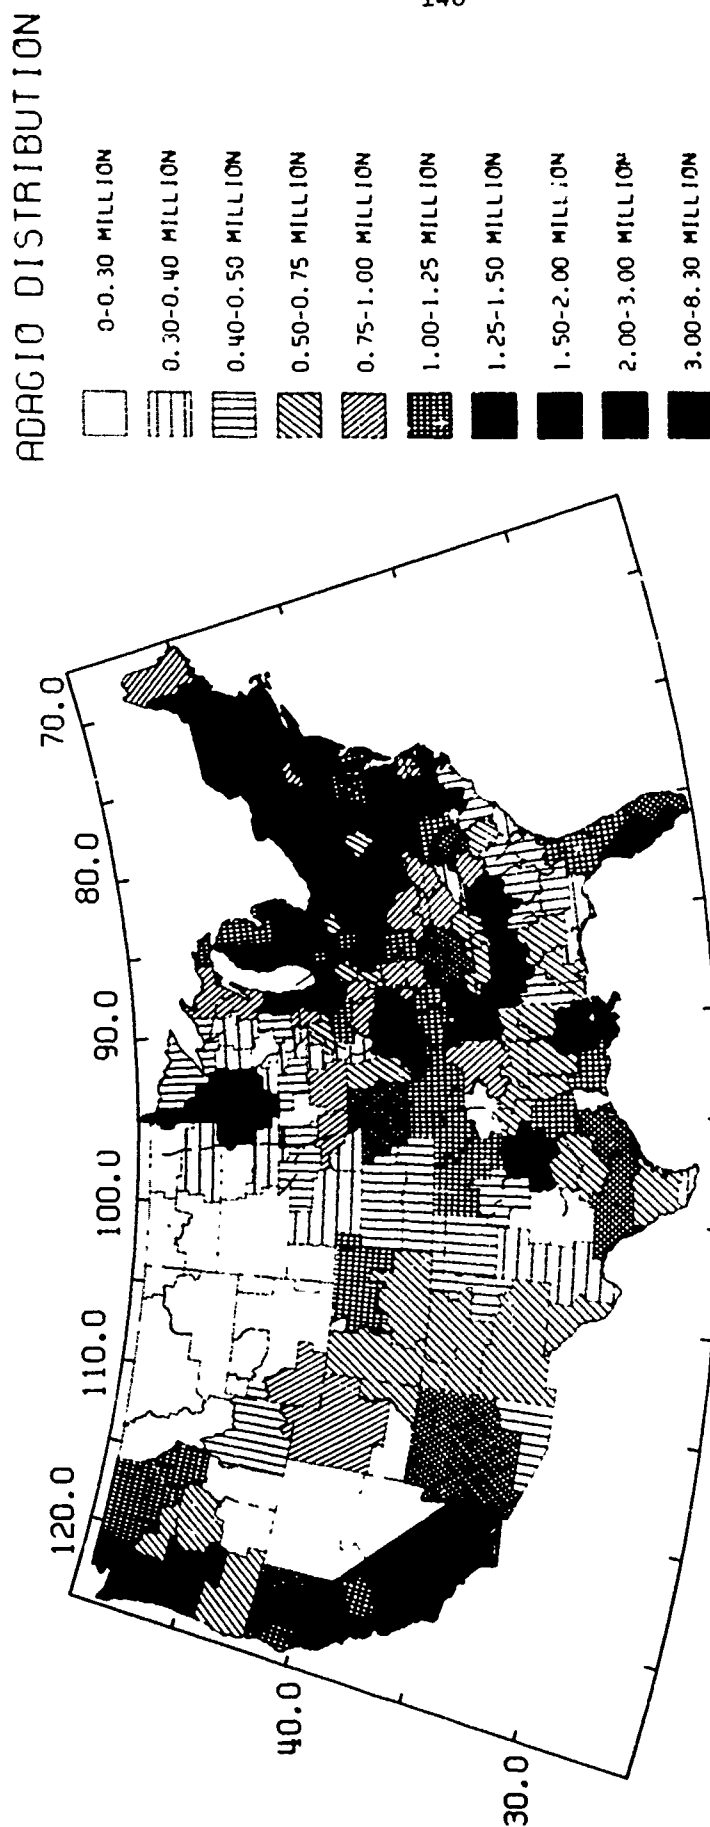 146
ADAGIO DISTRIBUTION
0-0.30 MILLION
0.30-0.40 MILLION
0.40-0.50 MILLION
0.50-0.75 MILLION
0.75-1.00 MILLION
1.00-1.25 MILLION
1.25-1.50 MILLION
1.50-2.00 MILLION
2.00-3.00 MILLION
3.00-8.30 MILLION
120.0
110.0
100.0
90.0
80.0
70.0
40.0
30.0